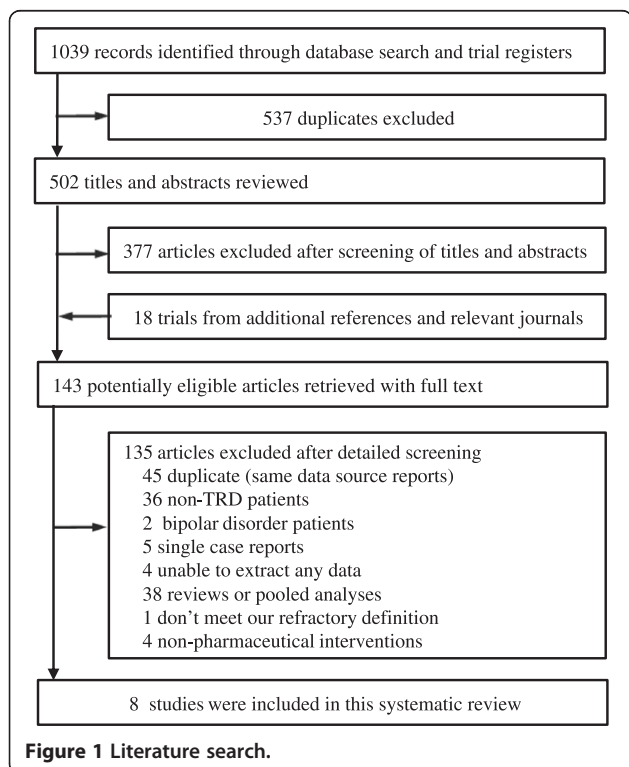 1039 records identified through database search and trial registers
537 duplicates excluded
502 titles and abstracts reviewed
377 articles excluded after screening of titles and abstracts
18 trials from additional references and relevant journals
143 potentially eligible articles retrieved with full text
135 articles excluded after detailed screening
45 duplicate (same data source reports)
36 non-TRD patients
2 bipolar disorder patients
5 single case reports
4 unable to extract any data
38 reviews or pooled analyses
1 don't meet our refractory definition
4 non-pharmaceutical interventions
8 studies were included in this systematic review
Figure 1 Literature search.